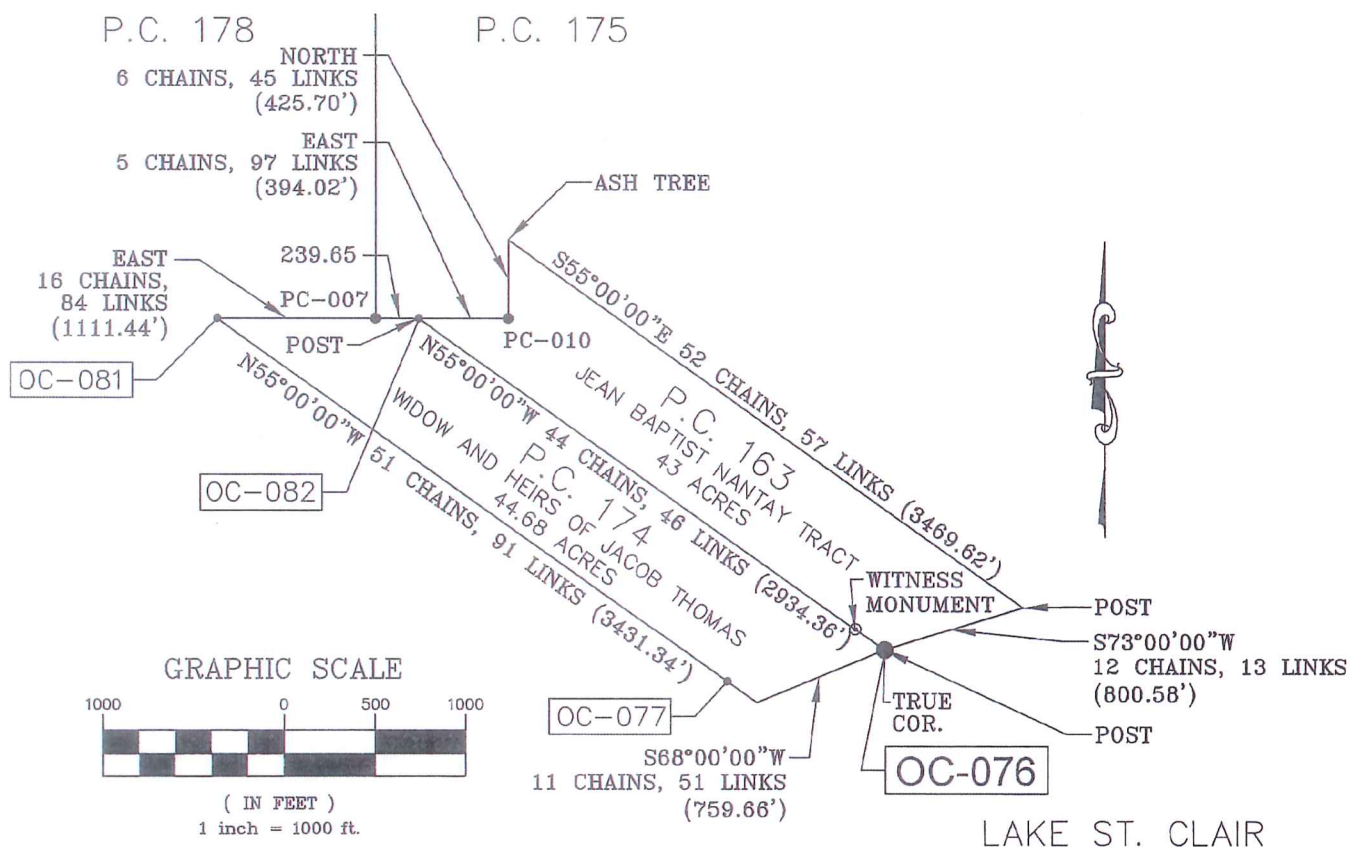 P.C. 178
P.C. 175
NORTH
6 CHAINS, 45 LINKS
(425.70')
EAST
5 CHAINS, 97 LINKS
(394.02')
ASH TREE
EAST
16 CHAINS,
84 LINKS
(1111.44')
239.65
PC-007
POST
PC-010
OC-081
OC-082
S55°00'00"E 52 CHAINS, 57 LINKS (3469.62')
P.C. 163
JEAN BAPTIST NANTAY TRACT
43 ACRES
N55°00'00"W 44 CHAINS, 46 LINKS (2934.36')
P.C. 174
WIDOW AND HEIRS OF JACOB THOMAS
44.68 ACRES
N55°00'00"W 51 CHAINS, 91 LINKS (3431.34')
WITNESS
MONUMENT
POST
S73°00'00"W
12 CHAINS, 13 LINKS
(800.58')
TRUE
COR.
POST
OC-077
OC-076
S68°00'00"W
11 CHAINS, 51 LINKS
(759.66')
GRAPHIC SCALE
1000 0 500 1000
( IN FEET )
1 inch = 1000 ft.
LAKE ST. CLAIR